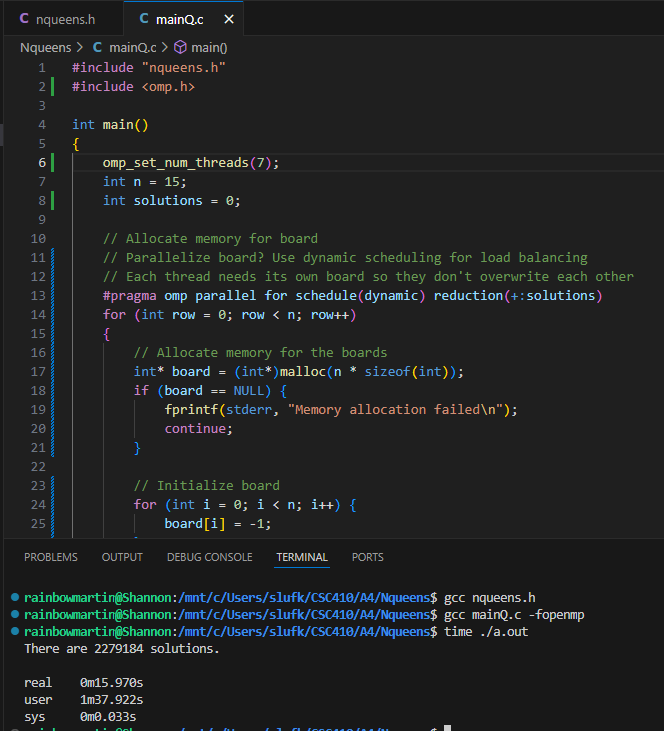 C nqueens.h C mainQ.c ×
Nqueens > C mainQ.c > main()
1 #include "nqueens.h"
2 #include <omp.h>
3
4 int main()
5 {
6 omp_set_num_threads(7);
7 int n = 15;
8 int solutions = 0;
9
10 // Allocate memory for board
11 // Parallelize board? Use dynamic scheduling for load balancing
12 // Each thread needs its own board so they don't overwrite each other
13 #pragma omp parallel for schedule(dynamic) reduction(+:solutions)
14 for (int row = 0; row < n; row++)
15 {
16 // Allocate memory for the boards
17 int* board = (int*)malloc(n * sizeof(int));
18 if (board == NULL) {
19 fprintf(stderr, "Memory allocation failed\n");
20 continue;
21 }
22
23 // Initialize board
24 for (int i = 0; i < n; i++) {
25 board[i] = -1;
PROBLEMS OUTPUT DEBUG CONSOLE TERMINAL PORTS
rainbowmartin@Shannon:/mnt/c/Users/slufk/CSC410/A4/Nqueens$ gcc nqueens.h
rainbowmartin@Shannon:/mnt/c/Users/slufk/CSC410/A4/Nqueens$ gcc mainQ.c -fopenmp
rainbowmartin@Shannon:/mnt/c/Users/slufk/CSC410/A4/Nqueens$ time ./a.out
There are 2279184 solutions.
real 0m15.970s
user 1m37.922s
sys 0m0.033s